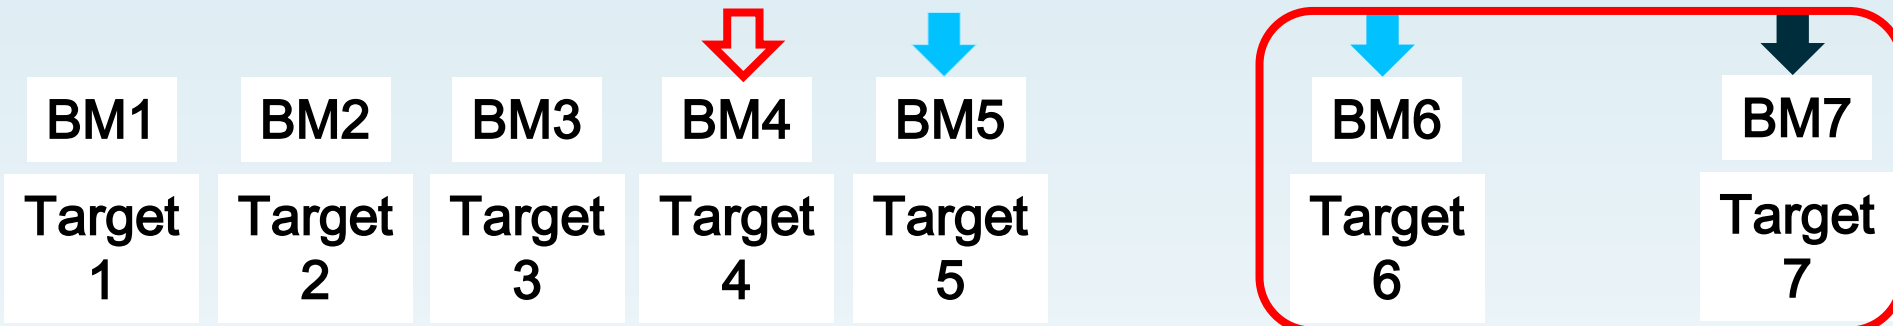 BM1 BM2 BM3 BM4 BM5 BM6 BM7
Target Target Target Target Target Target Target
1 2 3 4 5 6 7